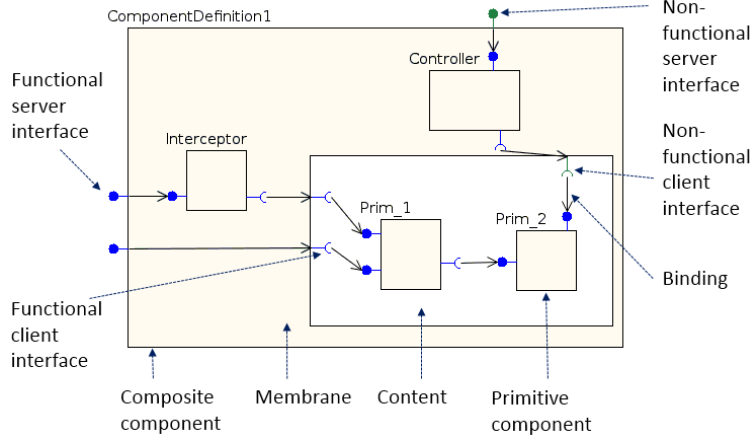 ComponentDefinition1
Non-
functional
server
interface
Controller
Functional
server
interface
Interceptor
Non-
functional
client
interface
Prim_1
Prim_2
Binding
Functional
client
interface
Composite
component
Membrane
Content
Primitive
component